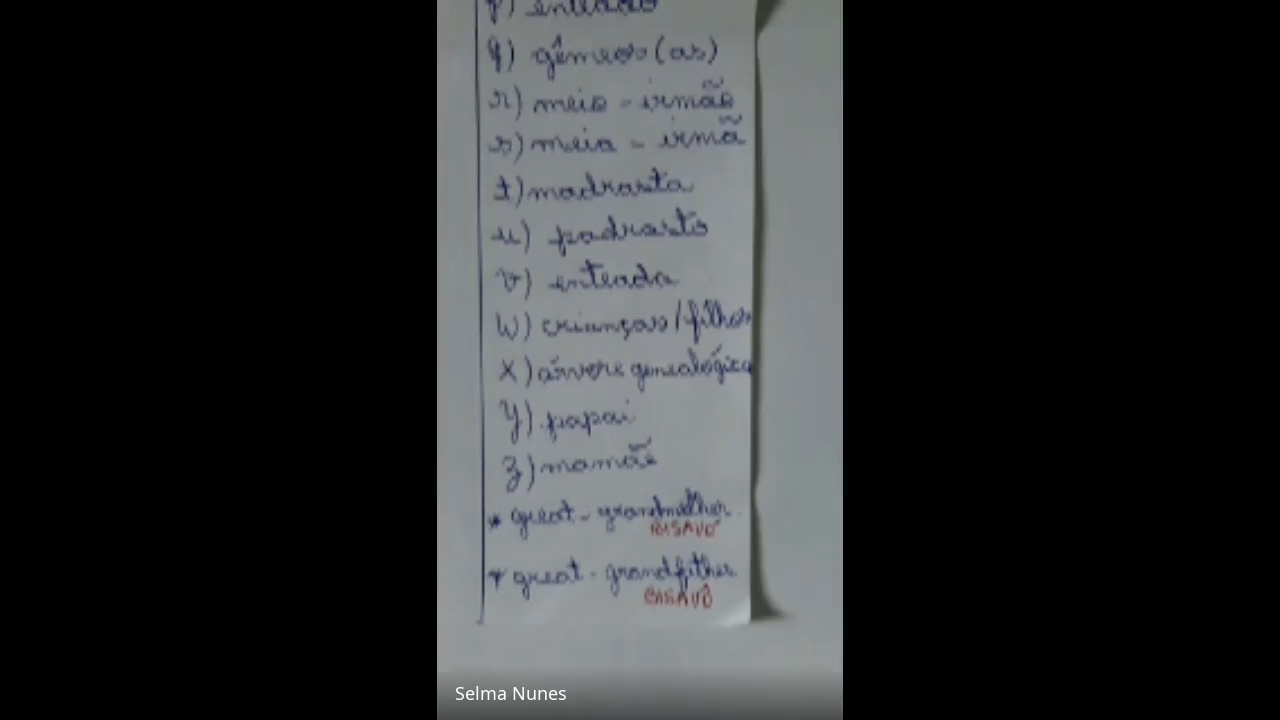 p) enteado
q) gêmeos (as)
r) meio - irmão
s) meia - irmã
t) madrasta
u) padrasto
v) enteada
w) crianças / filhos
x) árvore genealógica
y) papai
z) mamãe
* great - grandmother
BISAVÓ
* great - grandfather
BISAVÔ
Selma Nunes